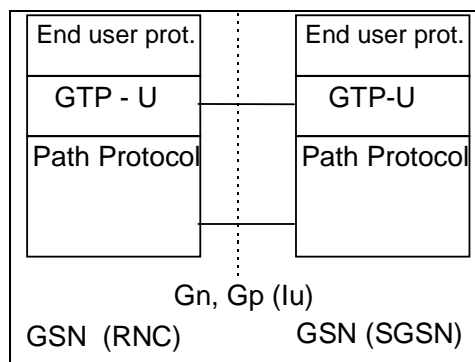 End user prot.
End user prot.
GTP - U
GTP-U
Path Protocol
Path Protocol
Gn, Gp (Iu)
GSN (RNC)
GSN (SGSN)